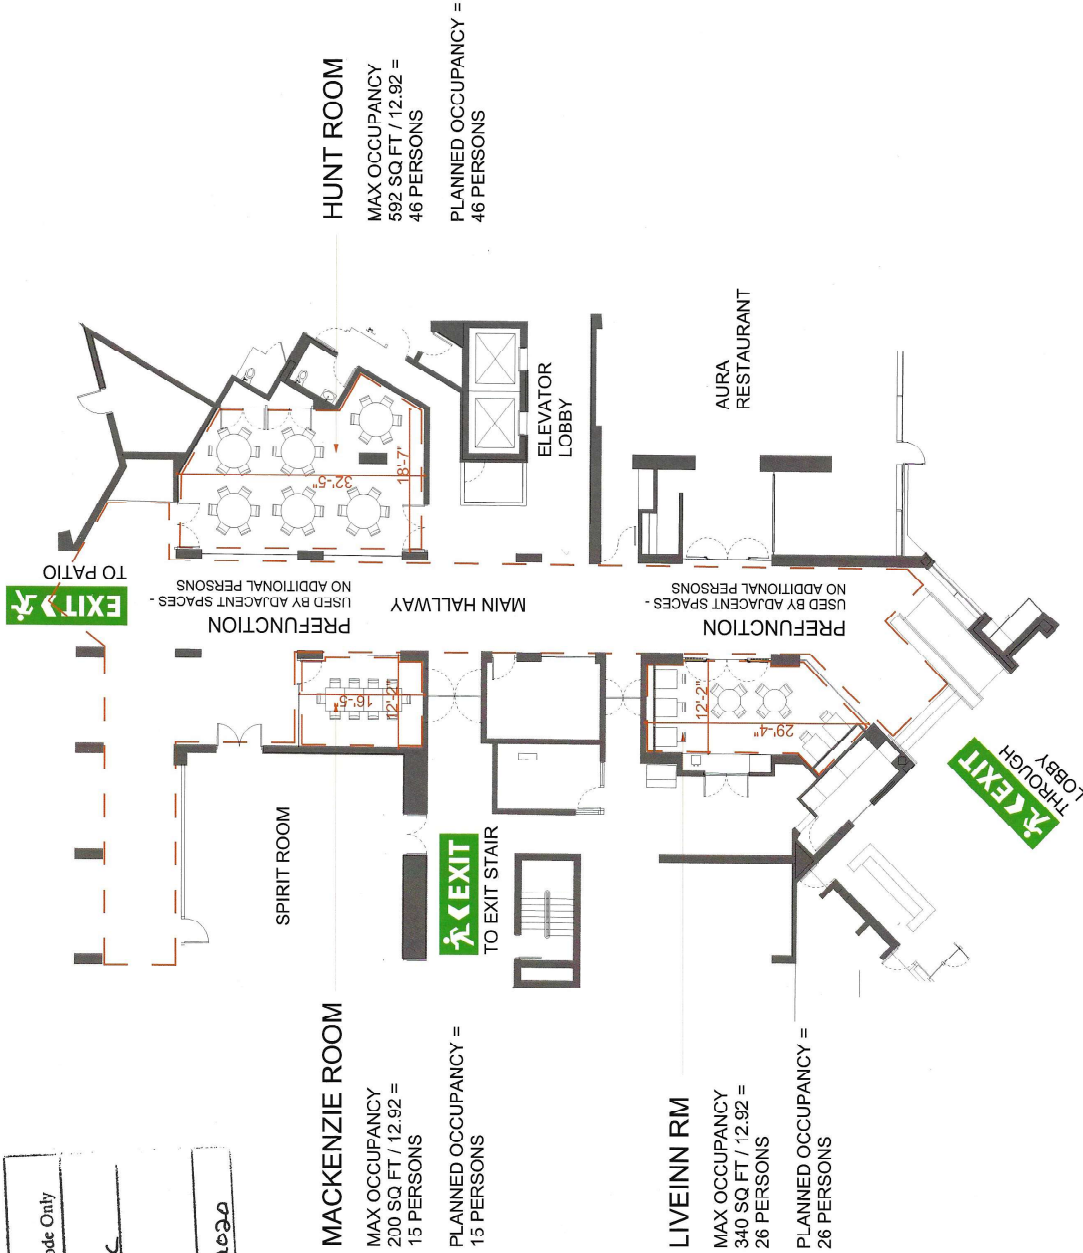 HUNT ROOM
MAX OCCUPANCY
592 SQ FT / 12.92 =
46 PERSONS
PLANNED OCCUPANCY =
46 PERSONS
EXIT
TO PATIO
PREFUNCTION
USED BY ADJACENT SPACES -
NO ADDITIONAL PERSONS
32'-5"
18'-7"
MAIN HALLWAY
ELEVATOR
LOBBY
AURA
RESTAURANT
PREFUNCTION
USED BY ADJACENT SPACES -
NO ADDITIONAL PERSONS
16'-5"
12'-2"
12'-2"
29'-4"
SPIRIT ROOM
EXIT
TO EXIT STAIR
EXIT
THROUGH
LOBBY
MACKENZIE ROOM
MAX OCCUPANCY
200 SQ FT / 12.92 =
15 PERSONS
PLANNED OCCUPANCY =
15 PERSONS
LIVEINN RM
MAX OCCUPANCY
340 SQ FT / 12.92 =
26 PERSONS
PLANNED OCCUPANCY =
26 PERSONS
Only